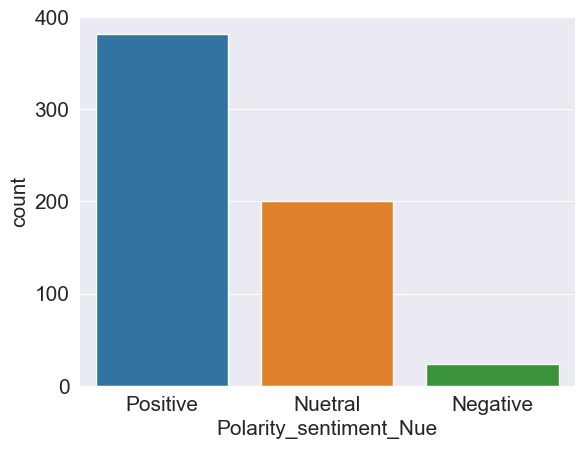 400
300
200
100
0
count
Positive Nuetral Negative
Polarity_sentiment_Nue